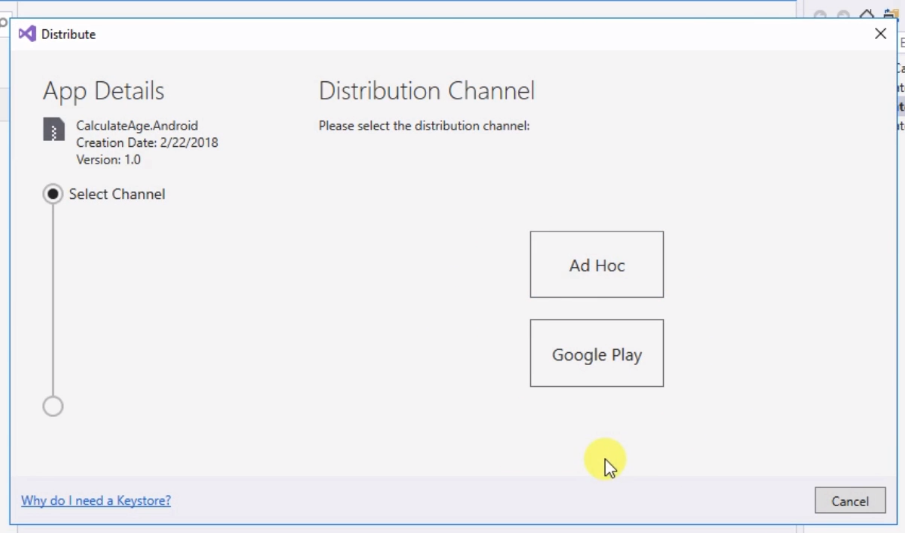 Distribute
App Details
CalculateAge.Android
Creation Date: 2/22/2018
Version: 1.0
Select Channel
Distribution Channel
Please select the distribution channel:
Ad Hoc
Google Play
Why do I need a Keystore?
Cancel